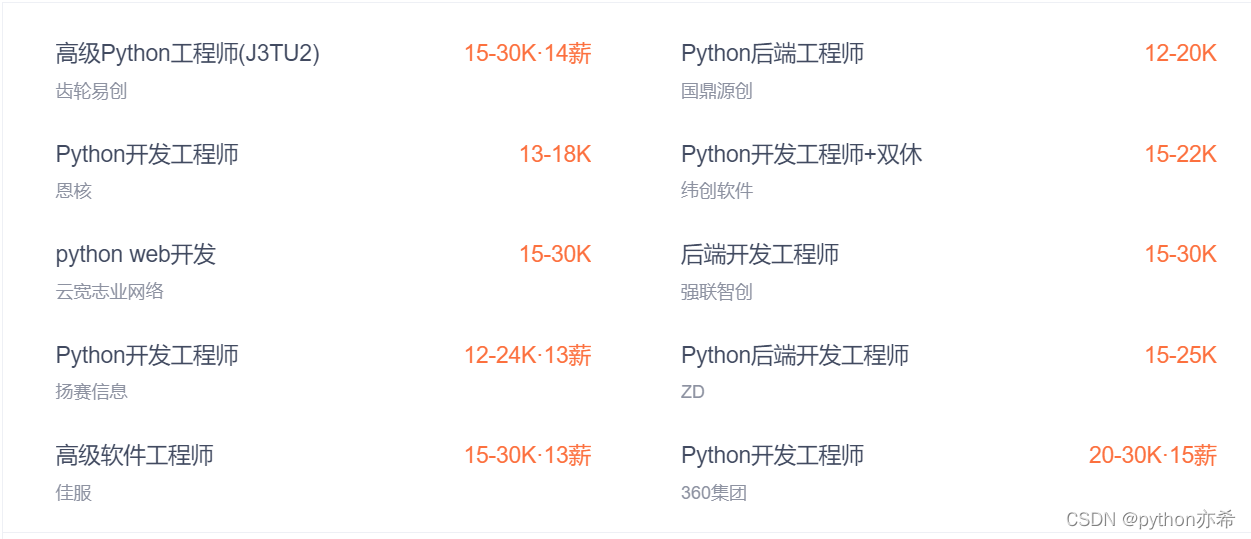 高级Python工程师(J3TU2) 15-30K·14薪 Python后端工程师 12-20K
齿轮易创 国鼎源创
Python开发工程师 13-18K Python开发工程师+双休 15-22K
恩核 纬创软件
python web开发 15-30K 后端开发工程师 15-30K
云宽志业网络 强联智创
Python开发工程师 12-24K·13薪 Python后端开发工程师 15-25K
扬赛信息 ZD
高级软件工程师 15-30K·13薪 Python开发工程师 20-30K·15薪
佳服 360集团
CSDN @python亦希